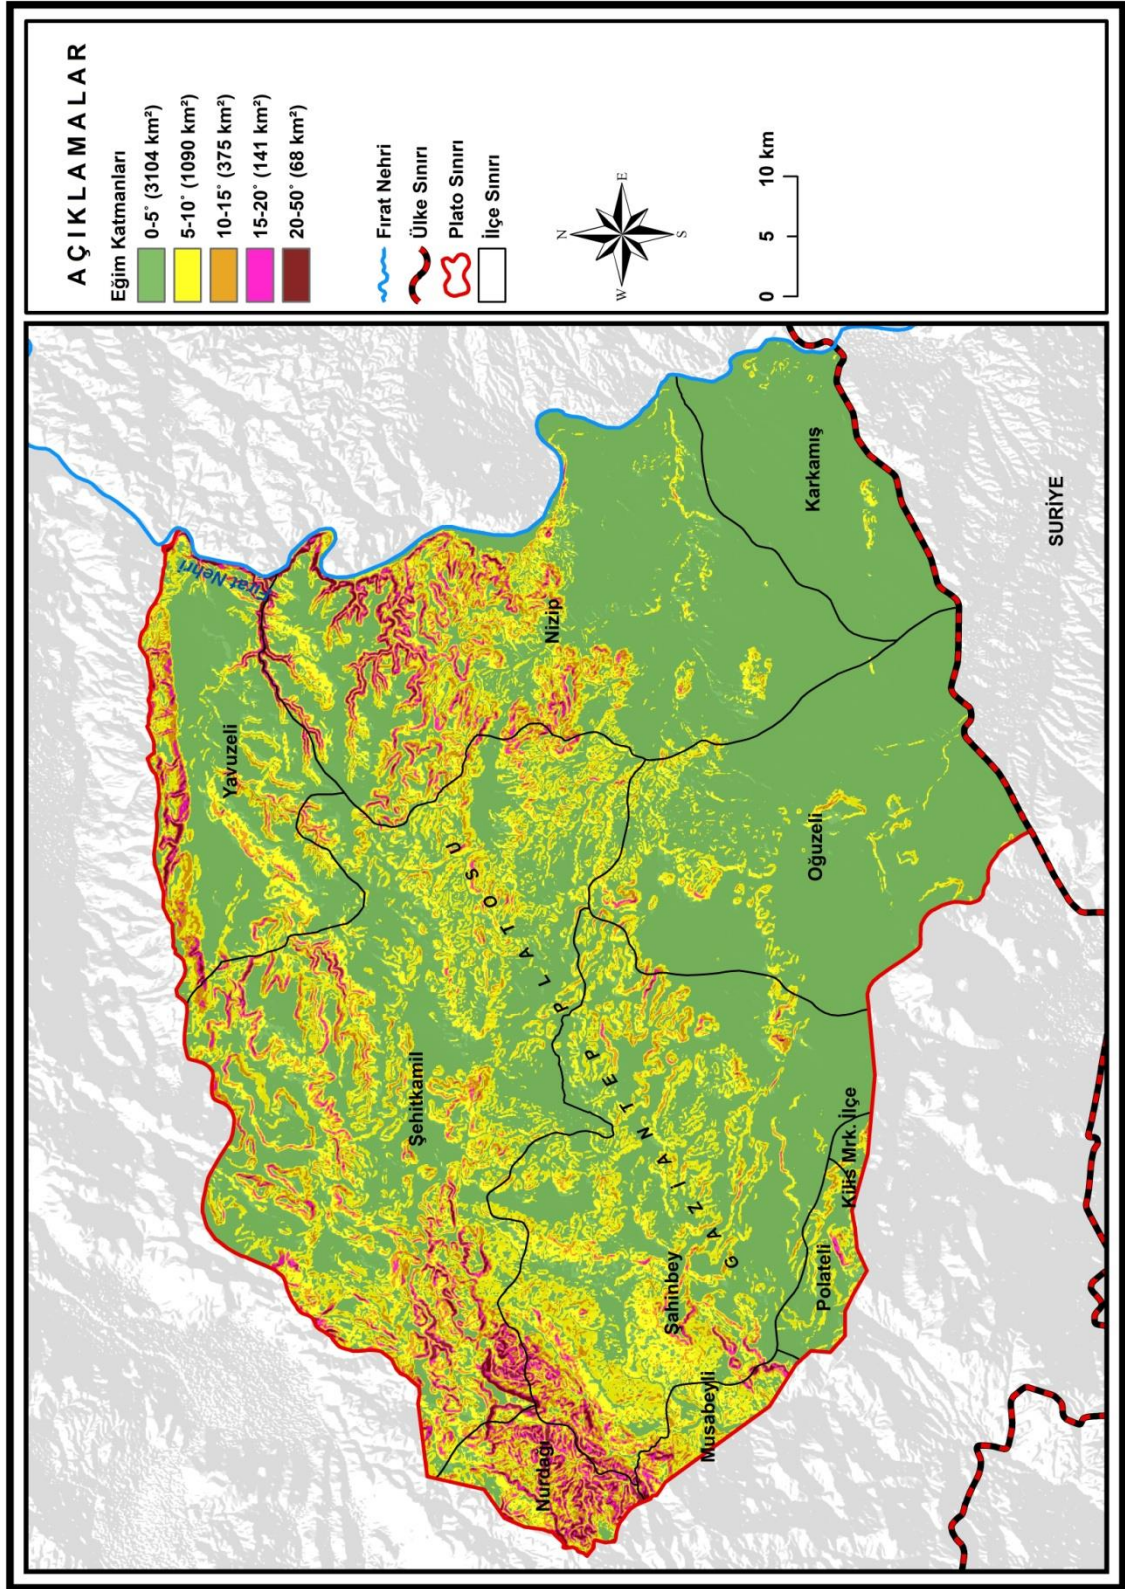 AÇIKLAMALAR
Eğim Katmanları
0-5˚ (3104 km²)
5-10˚ (1090 km²)
10-15˚ (375 km²)
15-20˚ (141 km²)
20-50˚ (68 km²)
Fırat Nehri
Ülke Sınırı
Plato Sınırı
İlçe Sınırı
N
W
E
S
0 5 10 km
Fırat Nehri
Yavuzeli
Nizip
Karkamış
SURİYE
Şehitkamil
Oğuzeli
GAZİANTEP PLATOSU
Nurdağı
Şahinbey
Musabeyli
Polateli
Kilis Mrk. İlçe